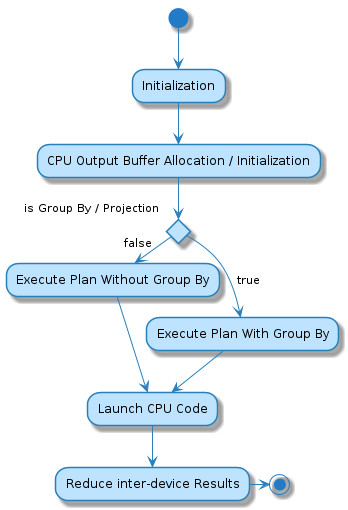 Initialization
CPU Output Buffer Allocation / Initialization
is Group By / Projection
false
Execute Plan Without Group By
true
Execute Plan With Group By
Launch CPU Code
Reduce inter-device Results